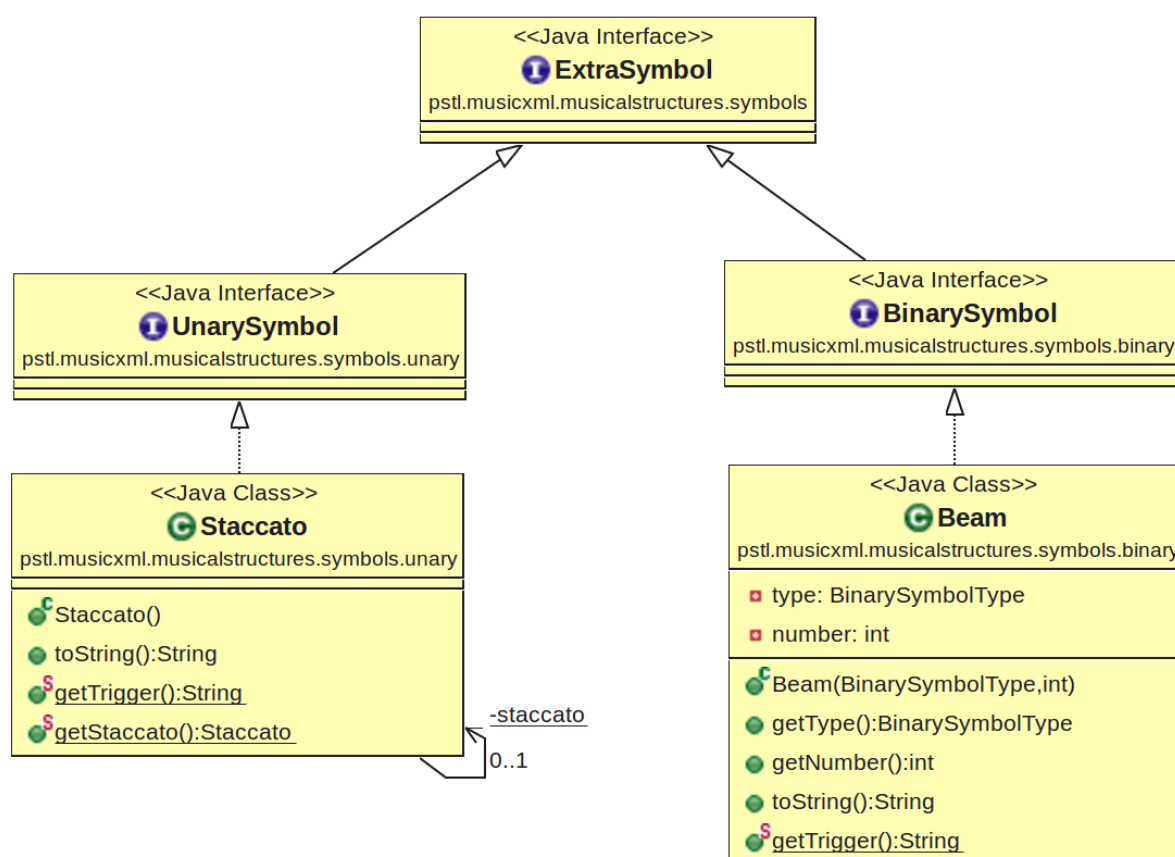 <<Java Interface>>
ExtraSymbol
pstl.musicxml.musicalstructures.symbols
<<Java Interface>>
UnarySymbol
pstl.musicxml.musicalstructures.symbols.unary
<<Java Interface>>
BinarySymbol
pstl.musicxml.musicalstructures.symbols.binary
<<Java Class>>
Staccato
pstl.musicxml.musicalstructures.symbols.unary
Staccato()
toString():String
getTrigger():String
getStaccato():Staccato
-staccato
0..1
<<Java Class>>
Beam
pstl.musicxml.musicalstructures.symbols.binary
type: BinarySymbolType
number: int
Beam(BinarySymbolType,int)
getType():BinarySymbolType
getNumber():int
toString():String
getTrigger():String